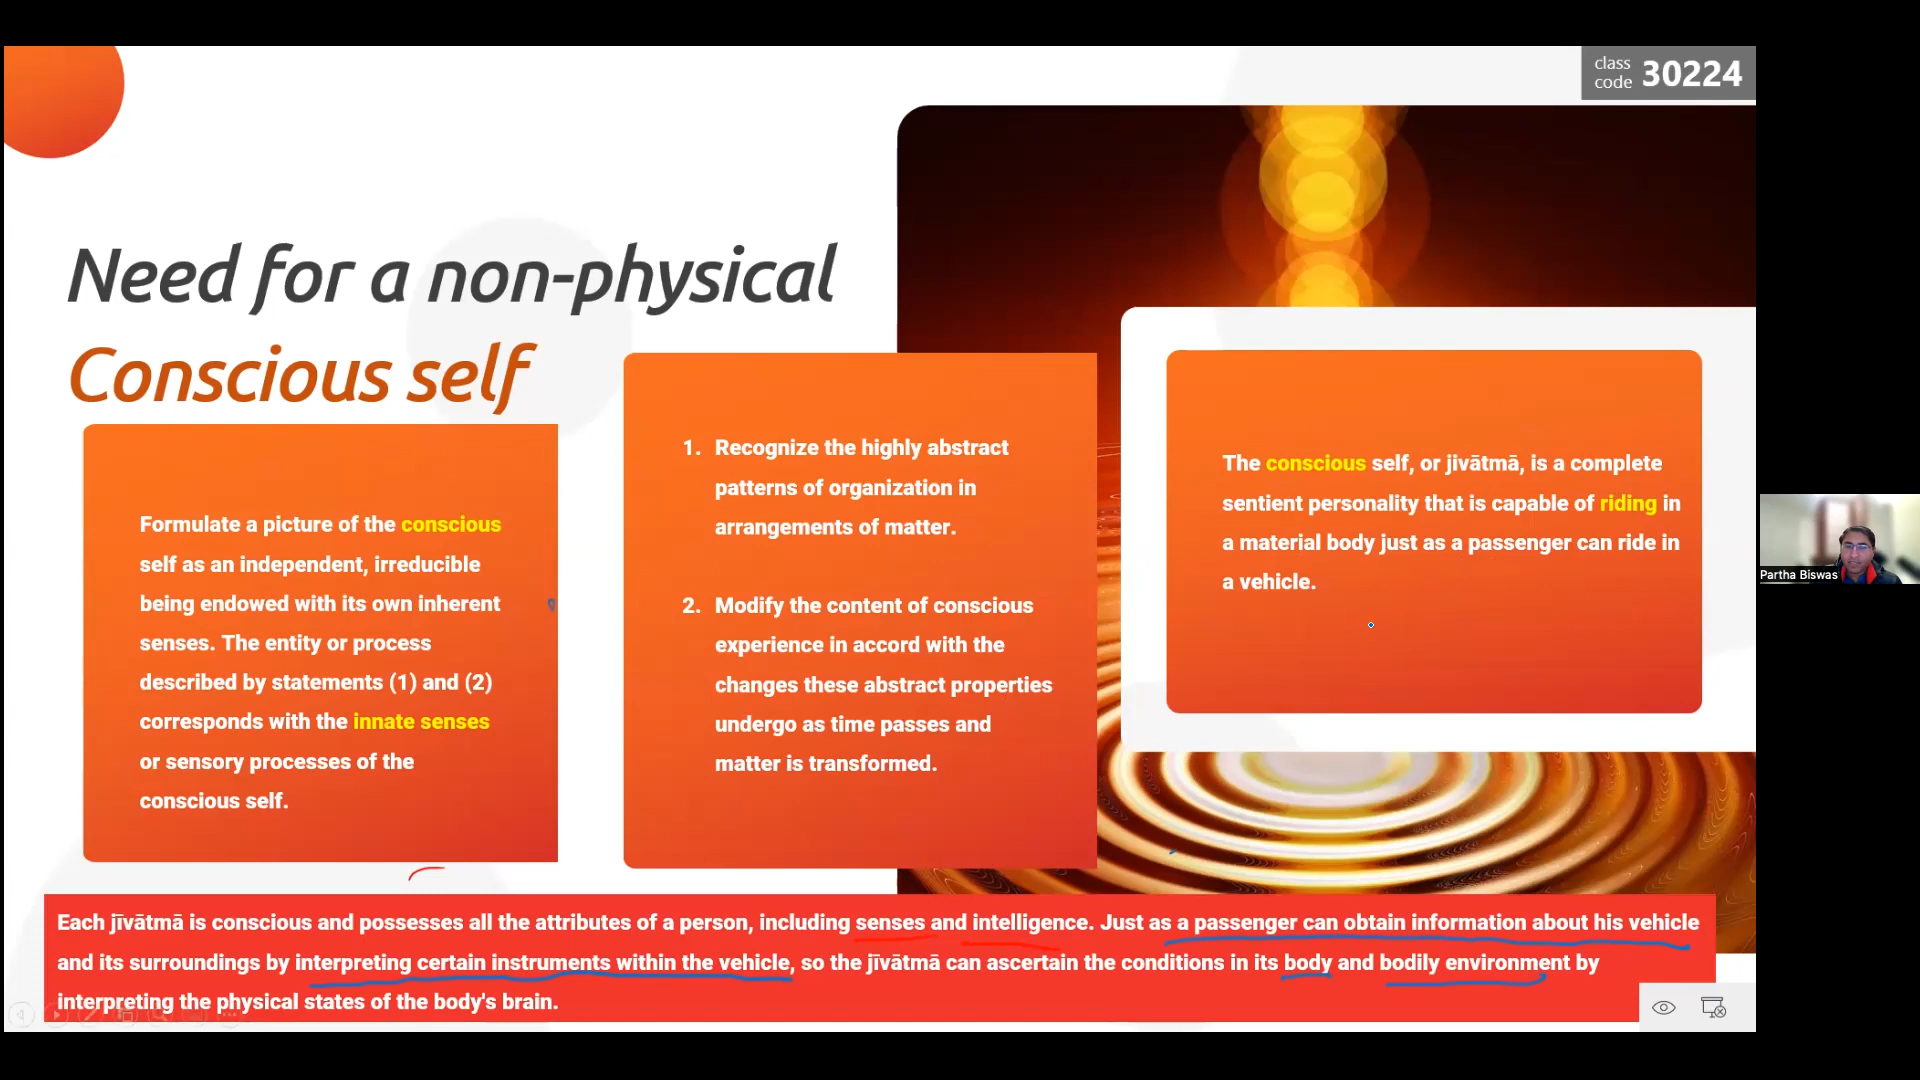 class
code 30224
Need for a non-physical
Conscious self
Formulate a picture of the conscious
self as an independent, irreducible
being endowed with its own inherent
senses. The entity or process
described by statements (1) and (2)
corresponds with the innate senses
or sensory processes of the
conscious self.
1. Recognize the highly abstract
patterns of organization in
arrangements of matter.
2. Modify the content of conscious
experience in accord with the
changes these abstract properties
undergo as time passes and
matter is transformed.
The conscious self, or jivātmā, is a complete
sentient personality that is capable of riding in
a material body just as a passenger can ride in
a vehicle.
Partha Biswas
Each jīvātmā is conscious and possesses all the attributes of a person, including senses and intelligence. Just as a passenger can obtain information about his vehicle
and its surroundings by interpreting certain instruments within the vehicle, so the jīvātmā can ascertain the conditions in its body and bodily environment by
interpreting the physical states of the body's brain.